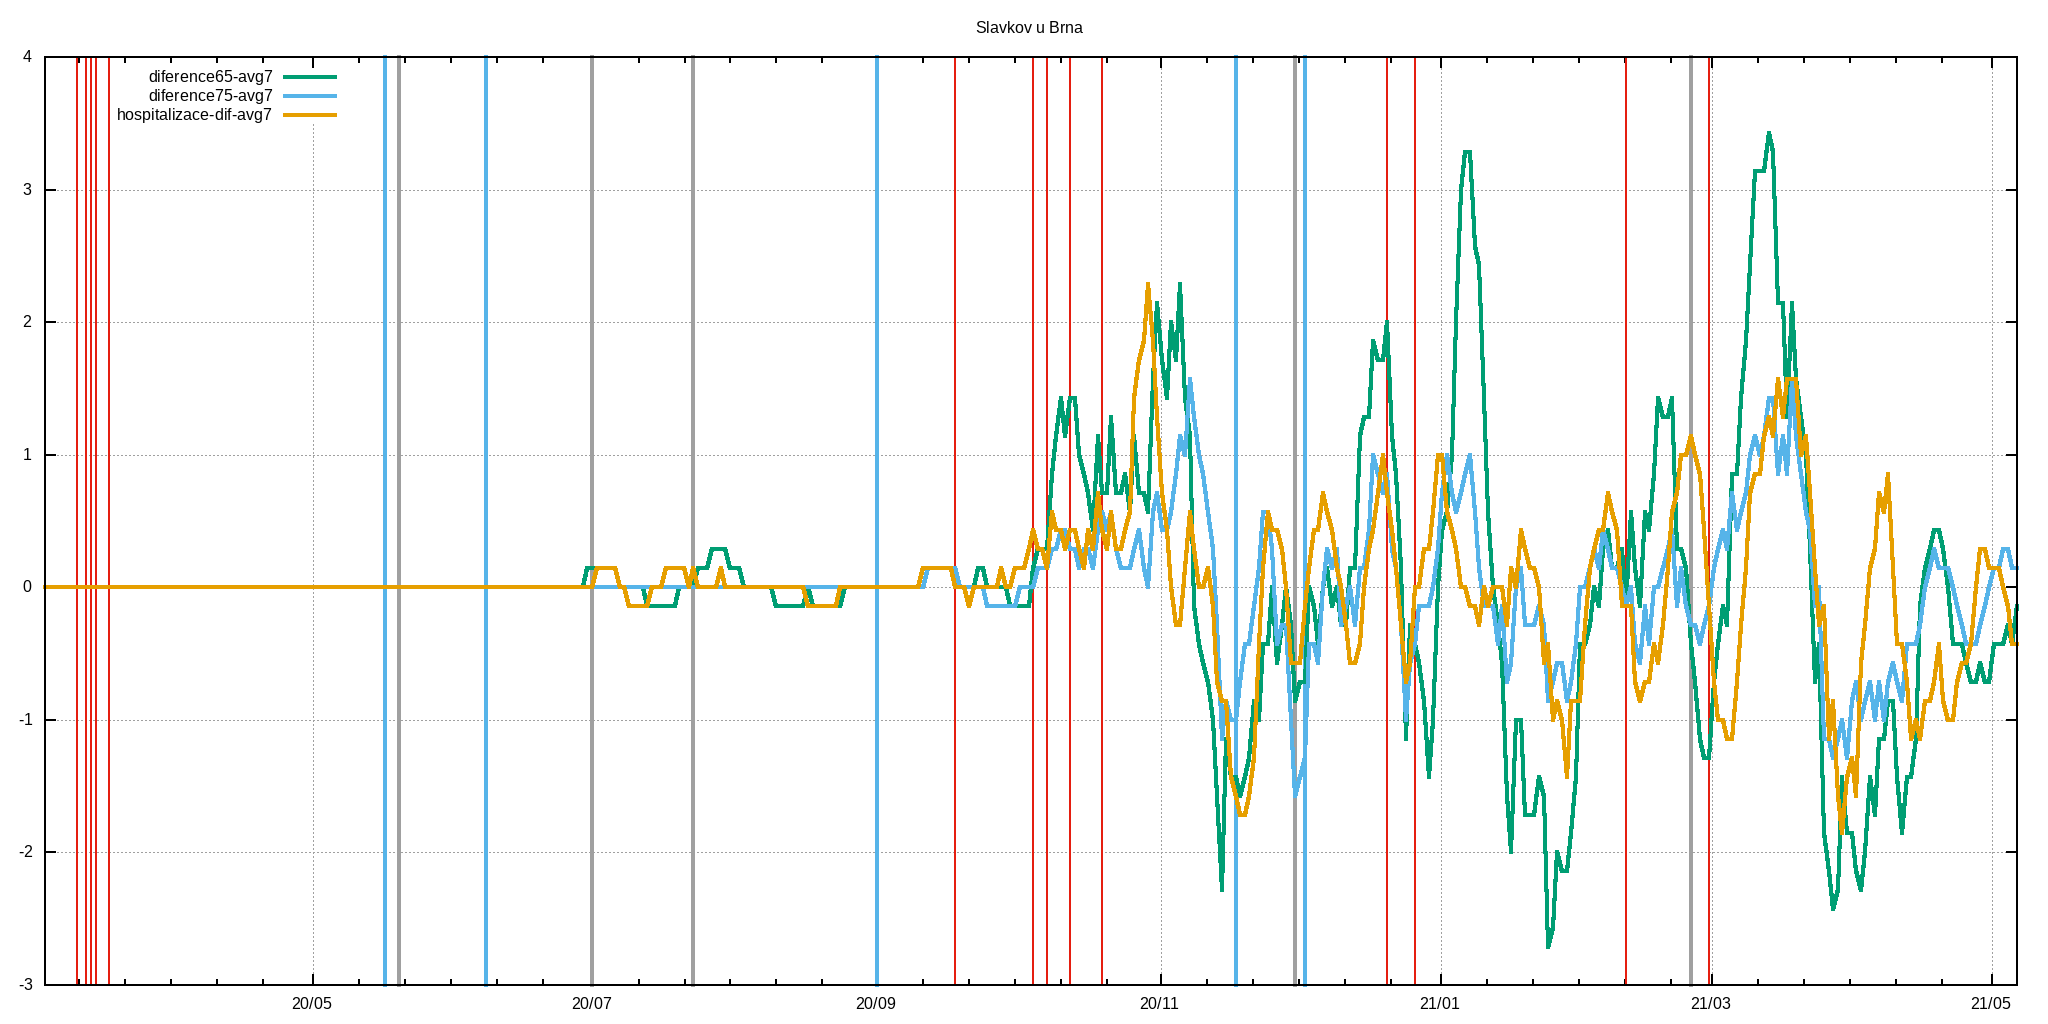 Slavkov u Brna
diference65-avg7
diference75-avg7
hospitalizace-dif-avg7
4
3
2
1
0
-1
-2
-3
20/05 20/07 20/09 20/11 21/01 21/03 21/05